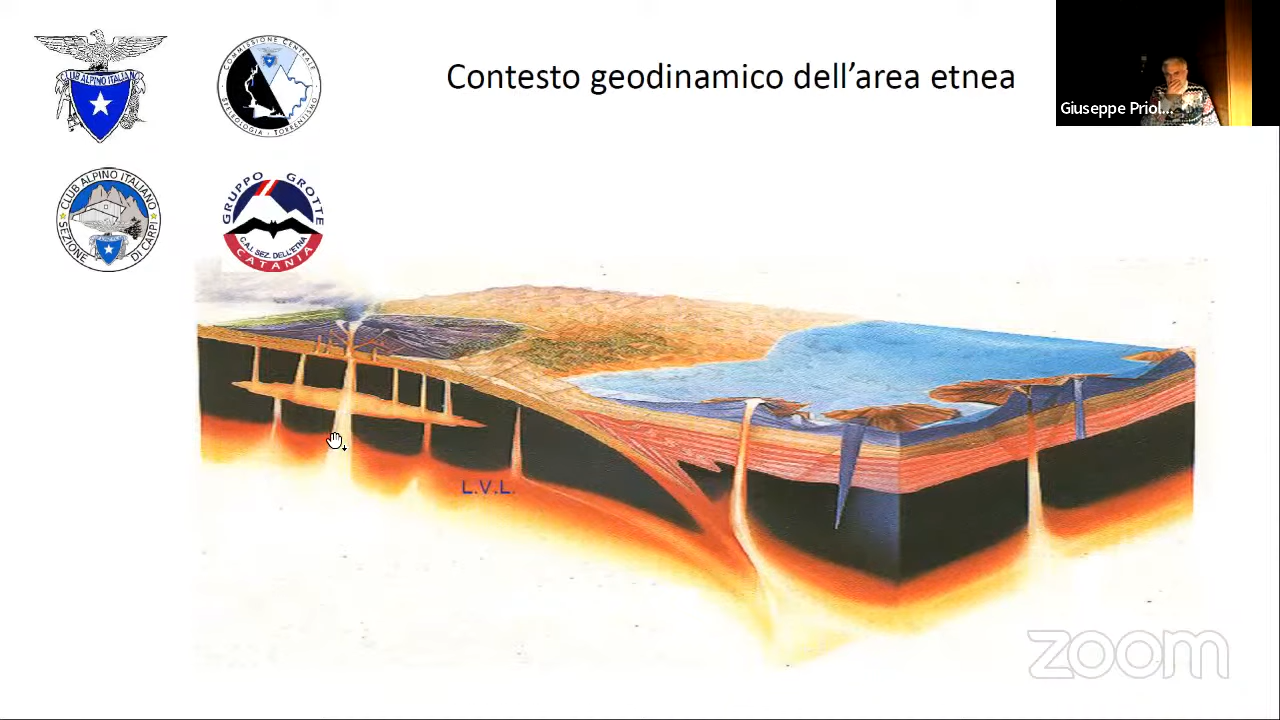 CLUB ALPINO ITALIANO
COMMISSIONE CENTRALE
SPELEOLOGIA - TORRENTISMO
Contesto geodinamico dell’area etnea
Giuseppe Priol...
CLUB ALPINO ITALIANO
SEZIONE DI CARPI
GRUPPO GROTTE
C.A.I. SEZ. DELL'ETNA
CATANIA
L.V.L.
zoom